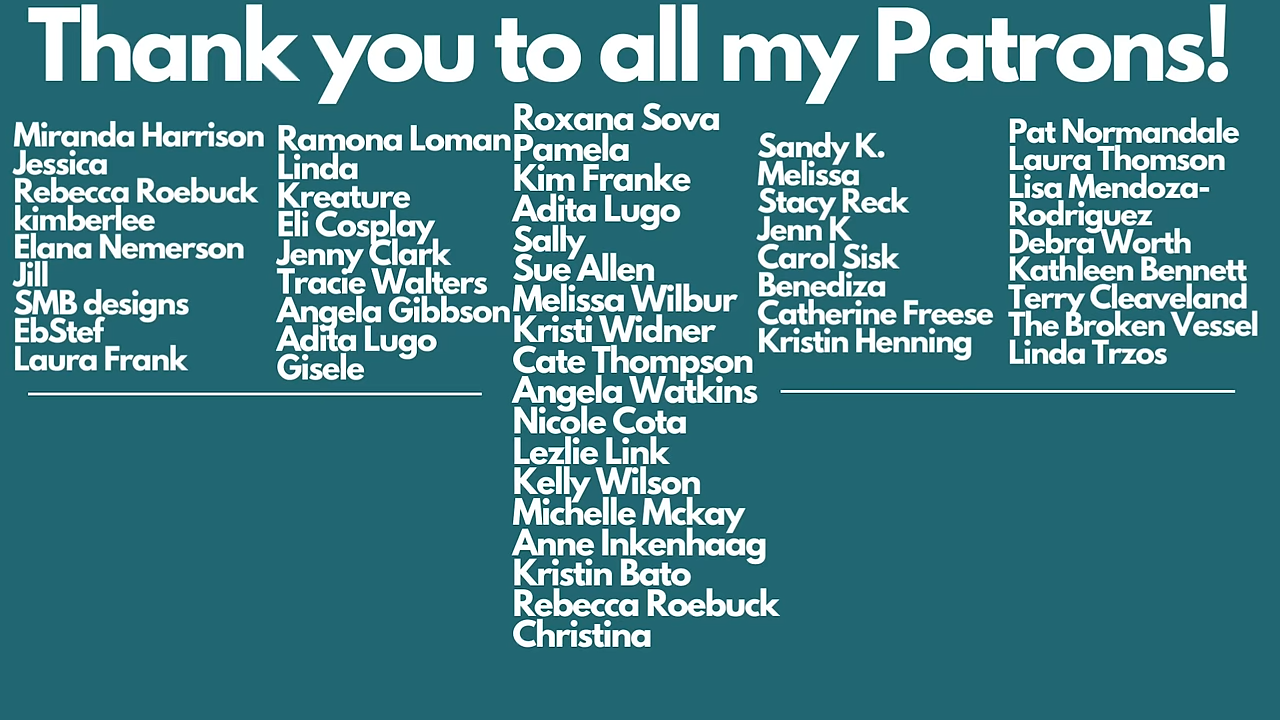 Thank you to all my Patrons!
Miranda Harrison
Jessica
Rebecca Roebuck
kimberlee
Elana Nemerson
Jill
SMB designs
EbStef
Laura Frank
Ramona Loman
Linda
Kreature
Eli Cosplay
Jenny Clark
Tracie Walters
Angela Gibbson
Adita Lugo
Gisele
Roxana Sova
Pamela
Kim Franke
Adita Lugo
Sally
Sue Allen
Melissa Wilbur
Kristi Widner
Cate Thompson
Angela Watkins
Nicole Cota
Lezlie Link
Kelly Wilson
Michelle Mckay
Anne Inkenhaag
Kristin Bato
Rebecca Roebuck
Christina
Sandy K.
Melissa
Stacy Reck
Jenn K
Carol Sisk
Benediza
Catherine Freese
Kristin Henning
Pat Normandale
Laura Thomson
Lisa Mendoza-
Rodriguez
Debra Worth
Kathleen Bennett
Terry Cleaveland
The Broken Vessel
Linda Trzos